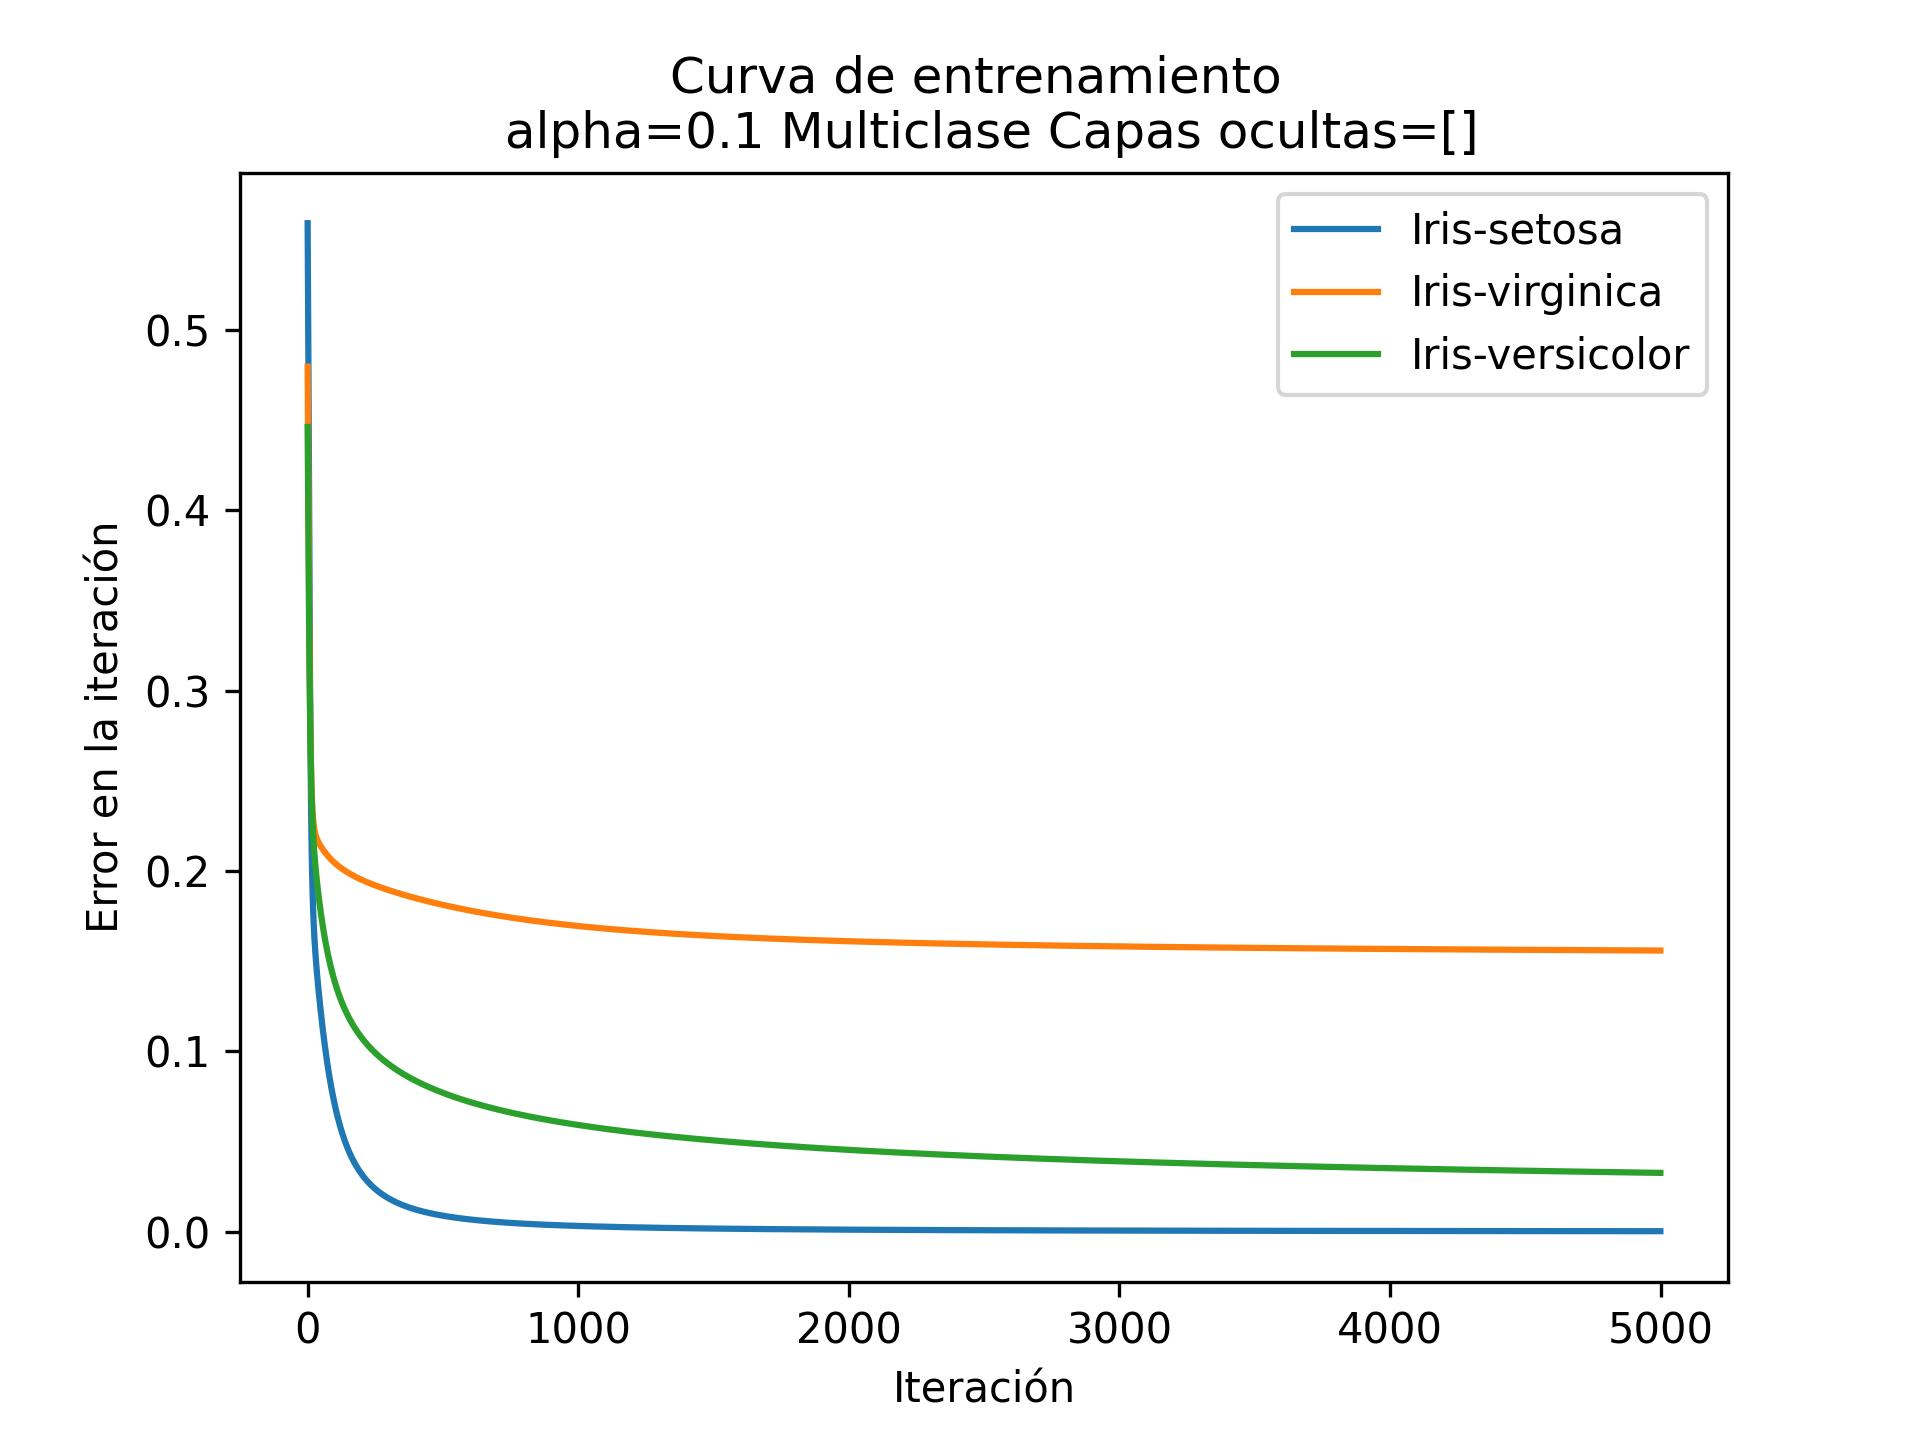 Curva de entrenamiento
alpha=0.1 Multiclase Capas ocultas=[]
Iris-setosa
Iris-virginica
Iris-versicolor
Error en la iteración
0.5
0.4
0.3
0.2
0.1
0.0
0 1000 2000 3000 4000 5000
Iteración